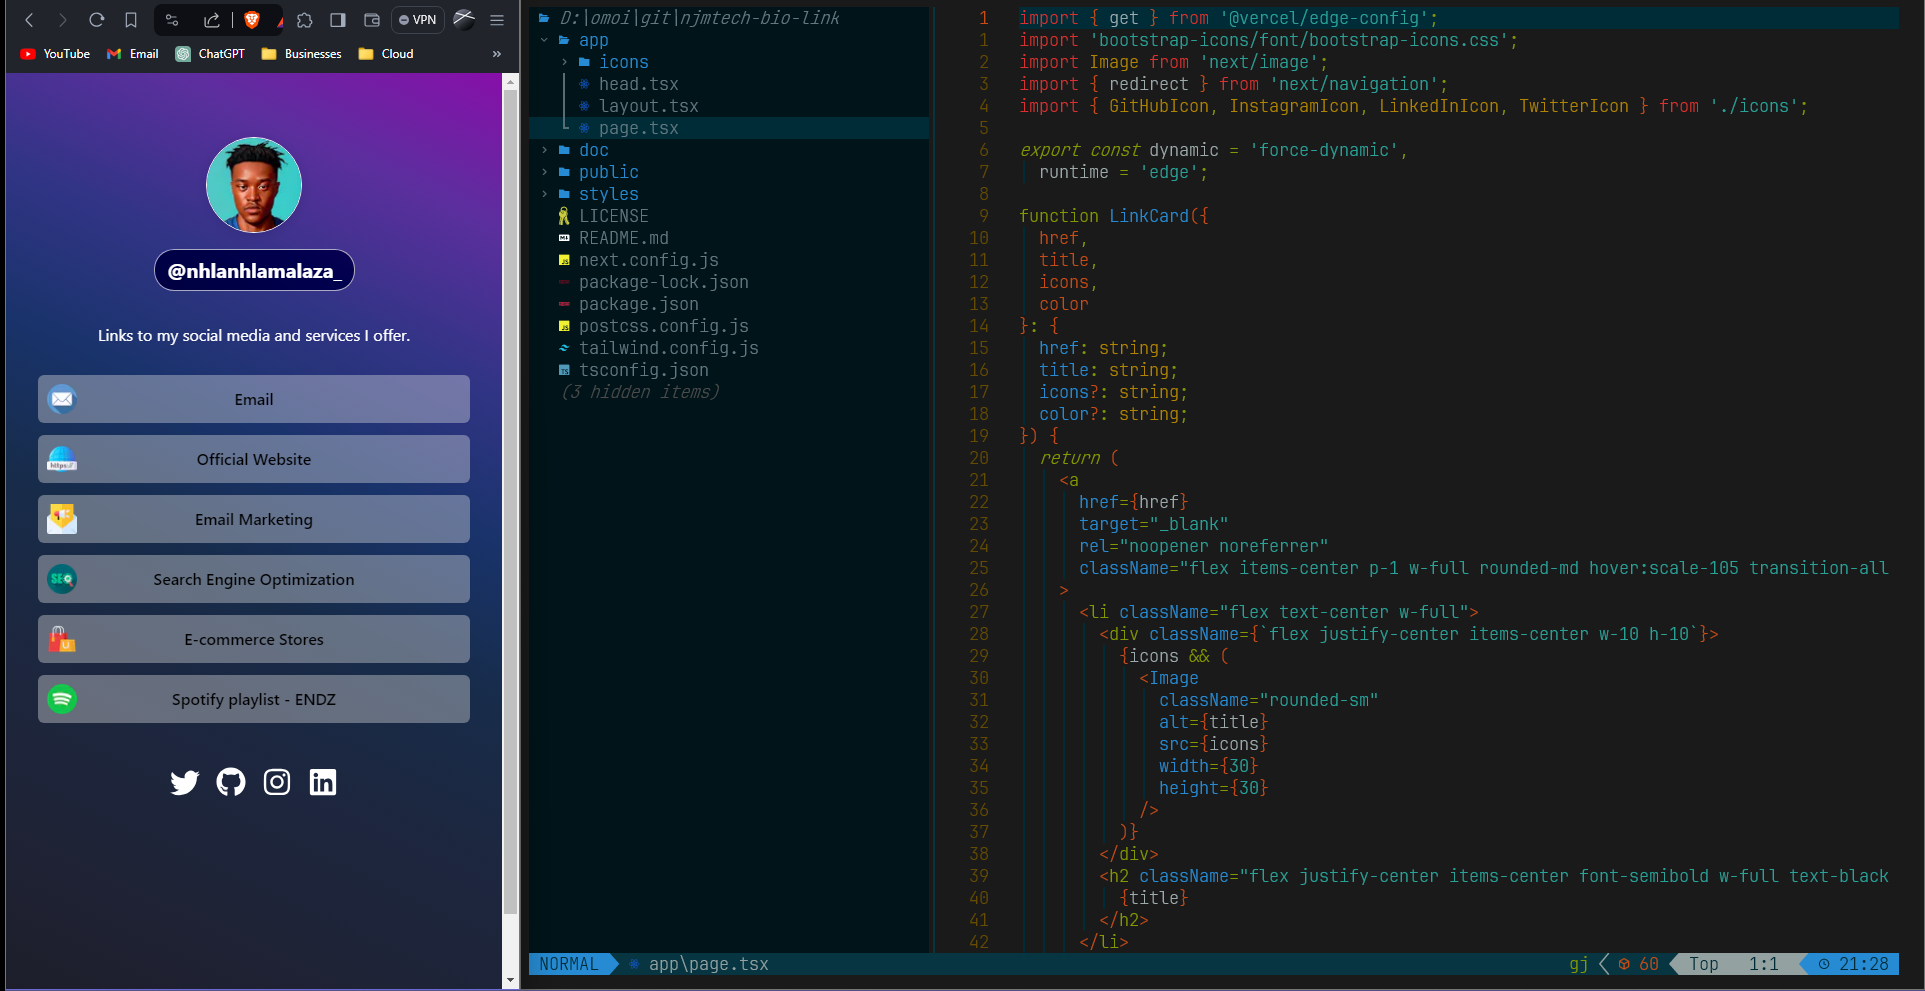 VPN
YouTube
Email
ChatGPT
Businesses
Cloud
»
@nhlanhlamalaza_
Links to my social media and services I offer.
Email
https://
Official Website
Email Marketing
SEO
Search Engine Optimization
E-commerce Stores
Spotify playlist - ENDZ
in
D:\omoi\git\njmtech-bio-link
app
icons
head.tsx
layout.tsx
page.tsx
doc
public
styles
LICENSE
README.md
JS next.config.js
package-lock.json
package.json
JS postcss.config.js
tailwind.config.js
TS tsconfig.json
(3 hidden items)
1 import { get } from '@vercel/edge-config';
1 import 'bootstrap-icons/font/bootstrap-icons.css';
2 import Image from 'next/image';
3 import { redirect } from 'next/navigation';
4 import { GitHubIcon, InstagramIcon, LinkedInIcon, TwitterIcon } from './icons';
5
6 export const dynamic = 'force-dynamic',
7 runtime = 'edge';
8
9 function LinkCard({
10 href,
11 title,
12 icons,
13 color
14 }: {
15 href: string;
16 title: string;
17 icons?: string;
18 color?: string;
19 }) {
20 return (
21 <a
22 href={href}
23 target="_blank"
24 rel="noopener noreferrer"
25 className="flex items-center p-1 w-full rounded-md hover:scale-105 transition-all
26 >
27 <li className="flex text-center w-full">
28 <div className={`flex justify-center items-center w-10 h-10`}>
29 {icons && (
30 <Image
31 className="rounded-sm"
32 alt={title}
33 src={icons}
34 width={30}
35 height={30}
36 />
37 )}
38 </div>
39 <h2 className="flex justify-center items-center font-semibold w-full text-black
40 {title}
41 </h2>
42 </li>
NORMAL app\page.tsx gj 60 Top 1:1 21:28